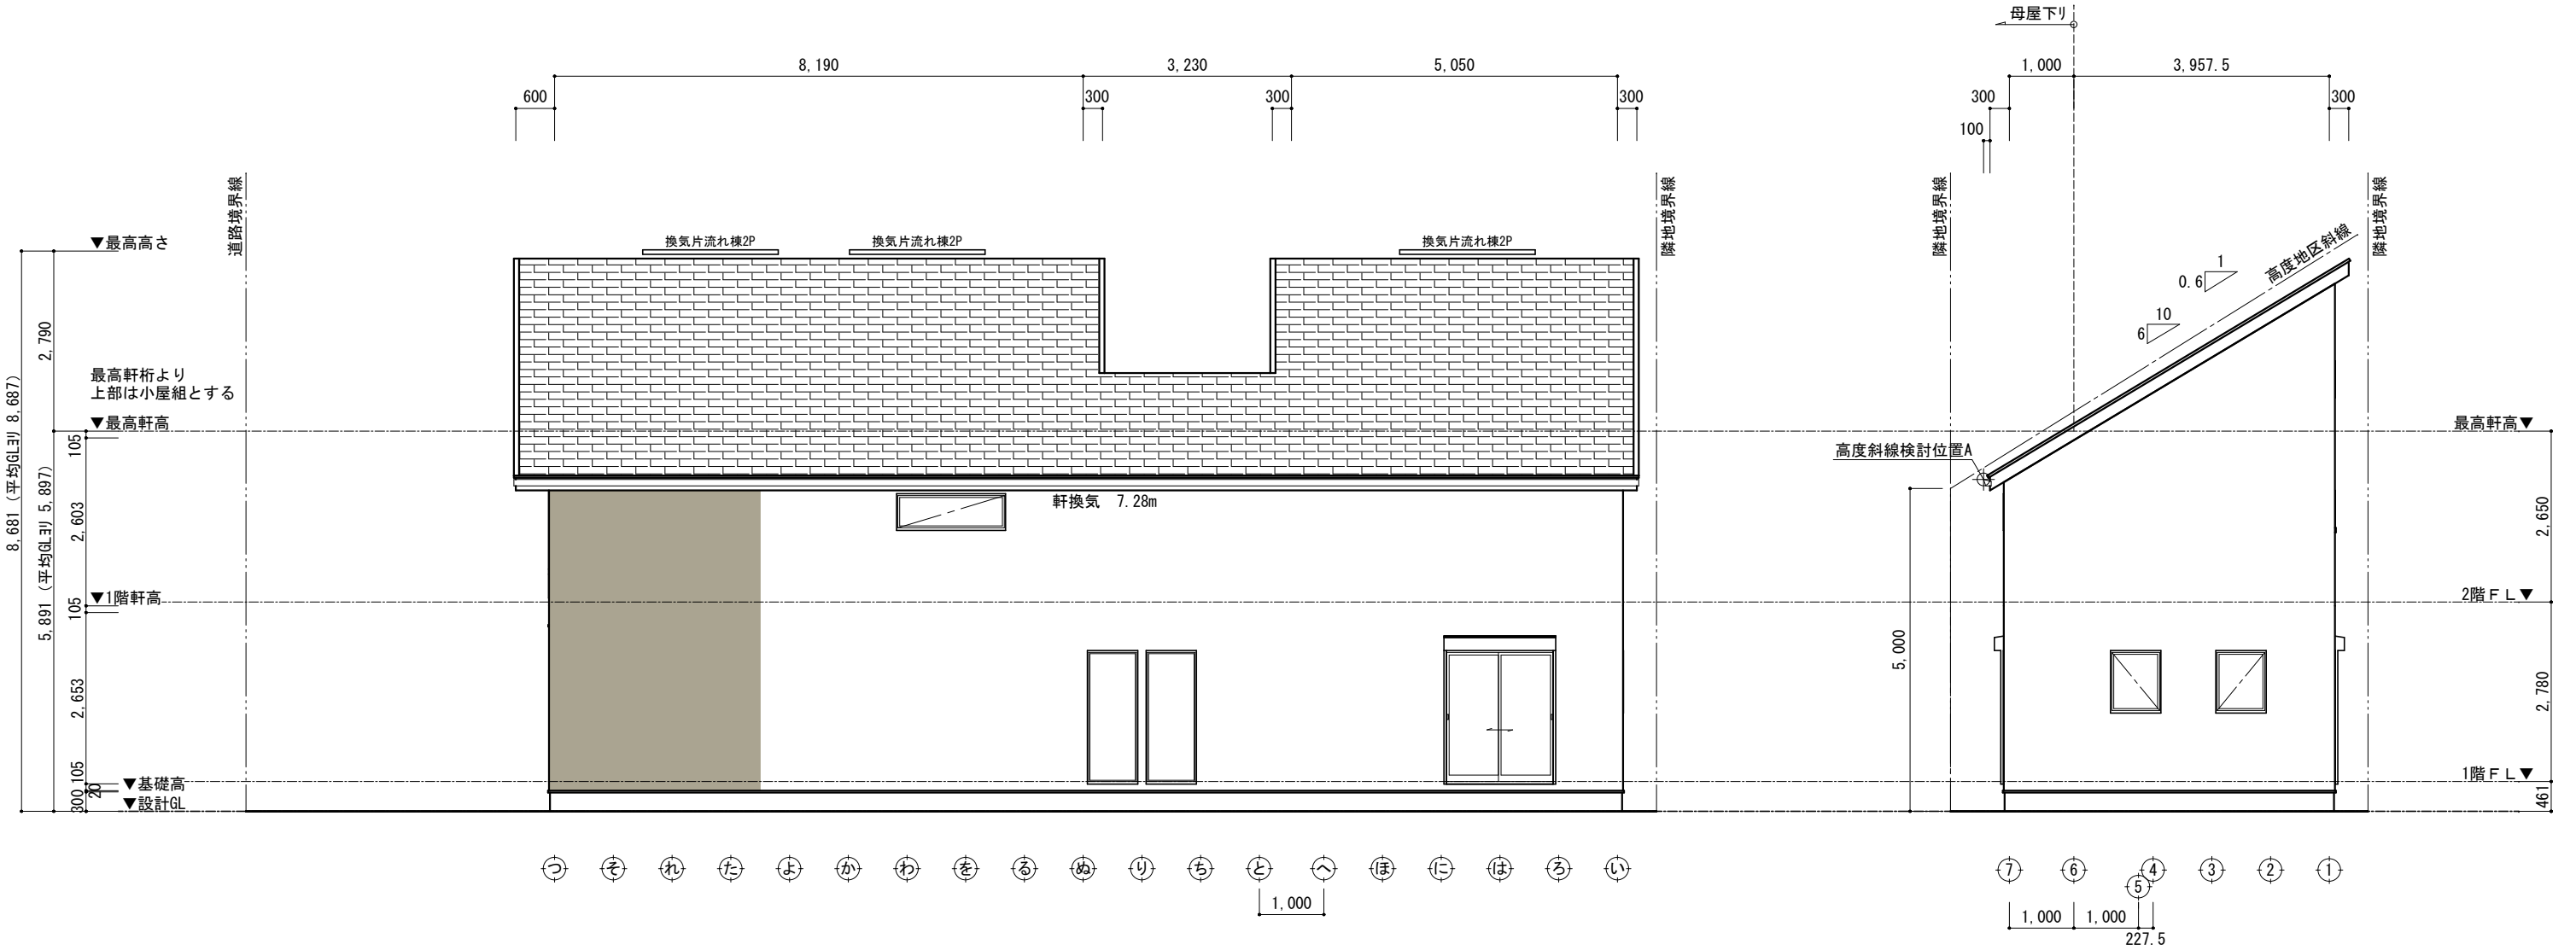 母屋下り
8,190
3,230
5,050
1,000
3,957.5
600
300
300
300
300
300
100
道路境界線
隣地境界線
隣地境界線
隣地境界線
▼最高高さ
換気片流れ棟2P
換気片流れ棟2P
換気片流れ棟2P
高度地区斜線
1
0.6
10
6
2,790
最高軒桁より
上部は小屋組とする
8,681 (平均GLヨリ 8,687)
▼最高軒高
最高軒高▼
105
高度斜線検討位置A
5,891 (平均GLヨリ 5,897)
2,603
軒換気 7.28m
2,650
▼1階軒高
2階FL▼
105
5,000
2,653
2,780
105
▼基礎高
1階FL▼
20
300
▼設計GL
461
つ そ れ た よ か わ を る ぬ り ち と へ ほ に は ろ い
7 6 4 3 2 1
5
1,000
1,000
1,000
227.5